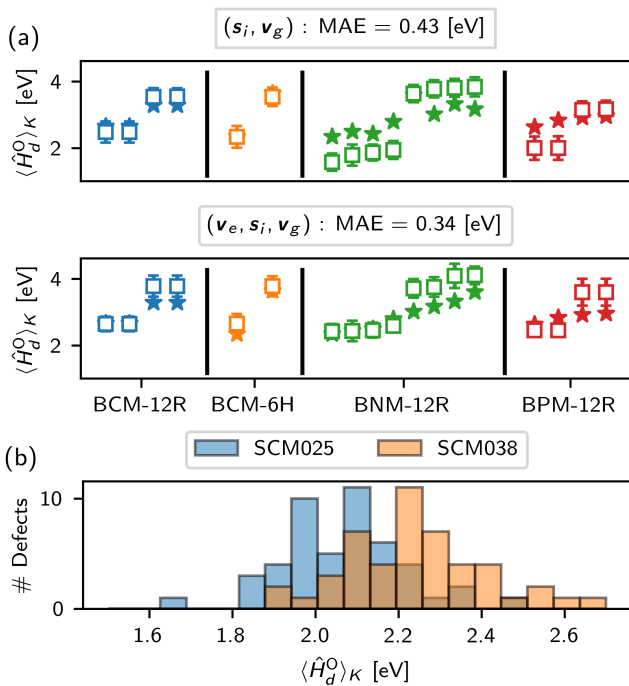 (a)
(s_i, v_g) : MAE = 0.43 [eV]
⟨Ĥ_d^O⟩_K [eV]
4
2
(v_e, s_i, v_g) : MAE = 0.34 [eV]
⟨Ĥ_d^O⟩_K [eV]
4
2
BCM-12R BCM-6H BNM-12R BPM-12R
(b)
SCM025 SCM038
# Defects
10
0
1.6 1.8 2.0 2.2 2.4 2.6
⟨Ĥ_d^O⟩_K [eV]